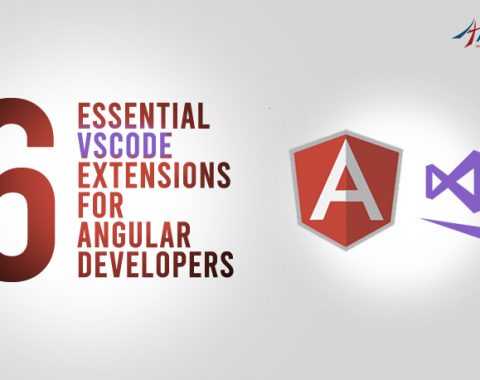 6
ESSENTIAL
VSCODE
EXTENSIONS
FOR
ANGULAR
DEVELOPERS
A